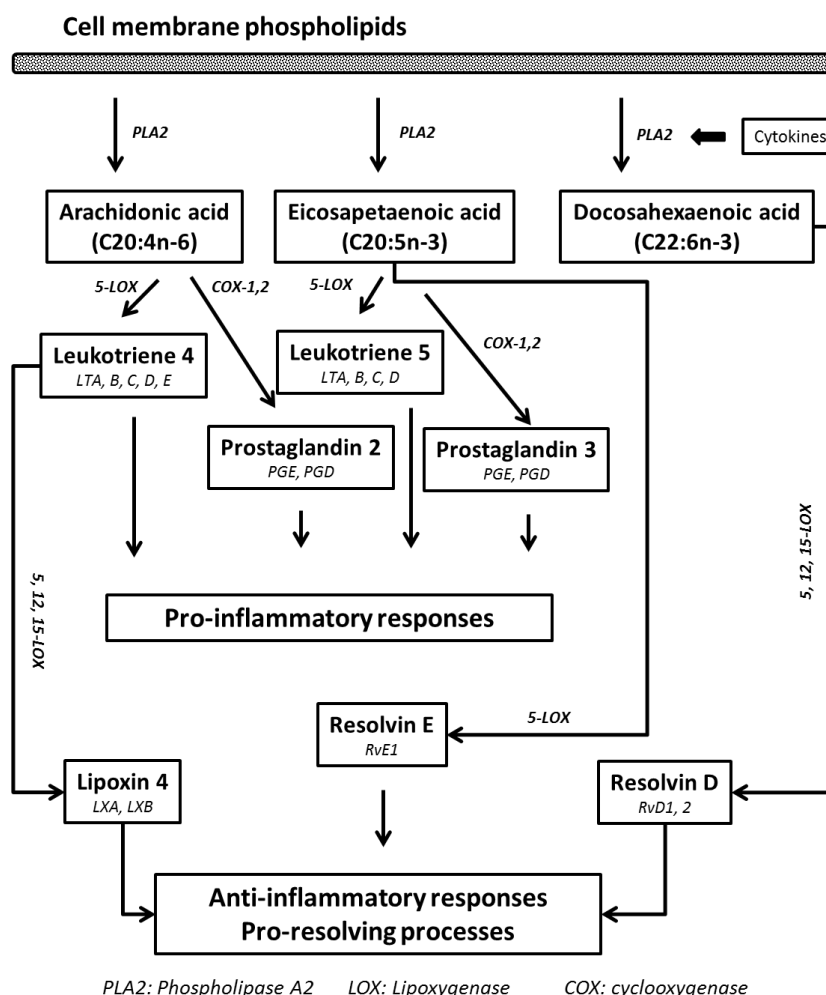 Cell membrane phospholipids
PLA2
PLA2
PLA2
Cytokines
Arachidonic acid
(C20:4n-6)
Eicosapetaenoic acid
(C20:5n-3)
Docosahexaenoic acid
(C22:6n-3)
5-LOX
COX-1,2
5-LOX
COX-1,2
Leukotriene 4
LTA, B, C, D, E
Leukotriene 5
LTA, B, C, D
Prostaglandin 2
PGE, PGD
Prostaglandin 3
PGE, PGD
5, 12, 15-LOX
5, 12, 15-LOX
Pro-inflammatory responses
Resolvin E
RvE1
5-LOX
Lipoxin 4
LXA, LXB
Resolvin D
RvD1, 2
Anti-inflammatory responses
Pro-resolving processes
PLA2: Phospholipase A2 LOX: Lipoxygenase COX: cyclooxygenase